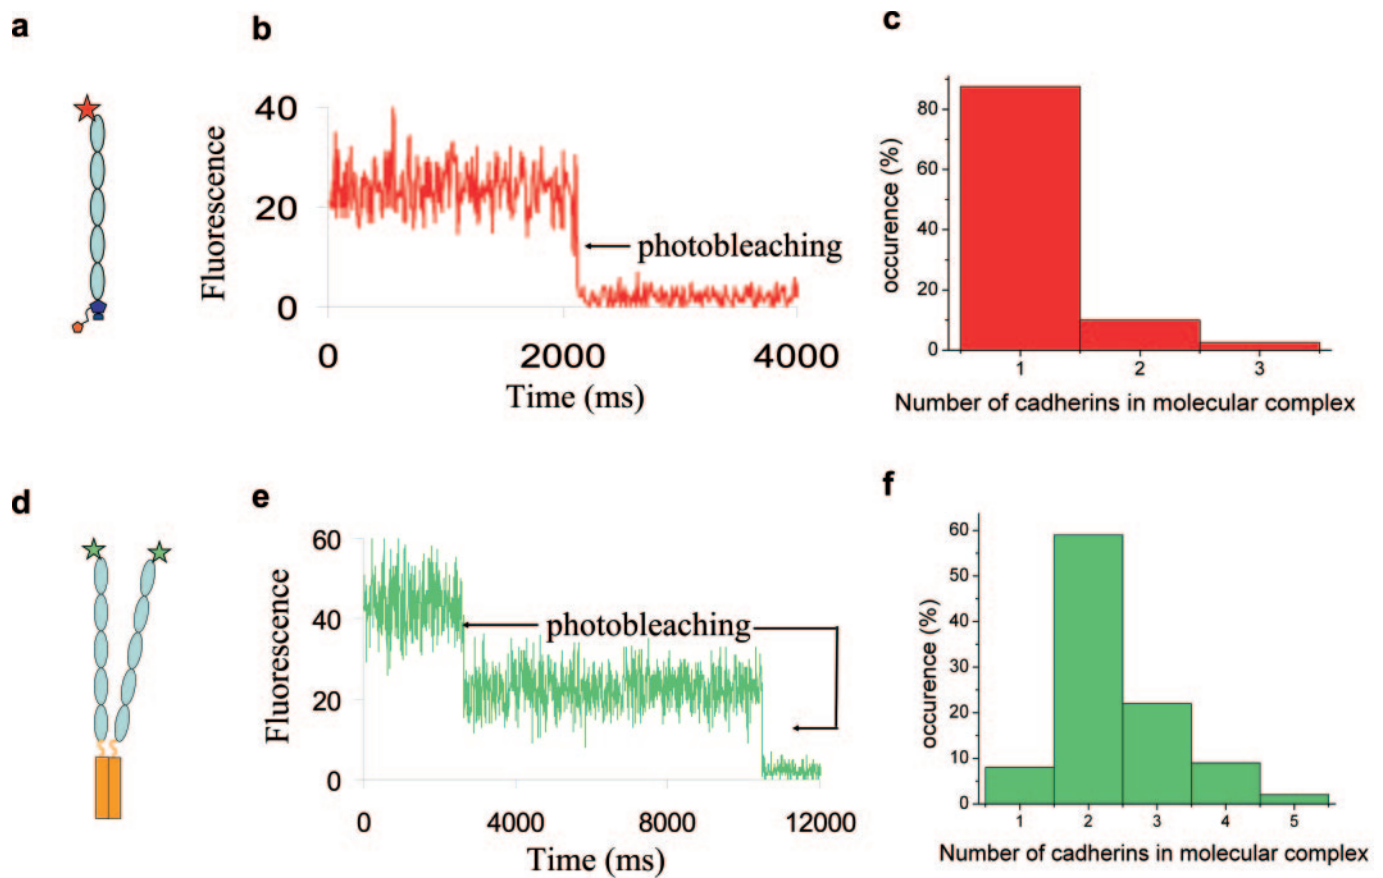 a
b
c
40
20
0
Fluorescence
photobleaching
0 2000 4000
Time (ms)
80
60
40
20
0
occurence (%)
1 2 3
Number of cadherins in molecular complex
d
e
f
60
40
20
0
Fluorescence
photobleaching
0 4000 8000 12000
Time (ms)
60
50
40
30
20
10
0
occurence (%)
1 2 3 4 5
Number of cadherins in molecular complex